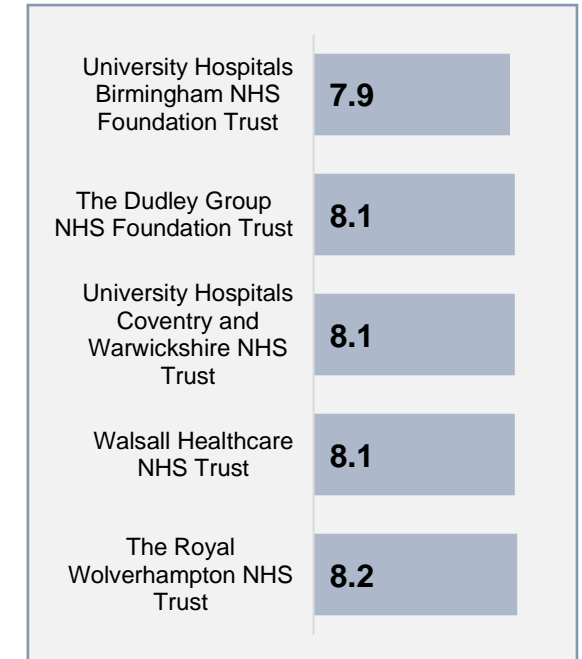 University Hospitals
Birmingham NHS
Foundation Trust
7.9
The Dudley Group
NHS Foundation Trust
8.1
University Hospitals
Coventry and
Warwickshire NHS
Trust
8.1
Walsall Healthcare
NHS Trust
8.1
The Royal
Wolverhampton NHS
Trust
8.2